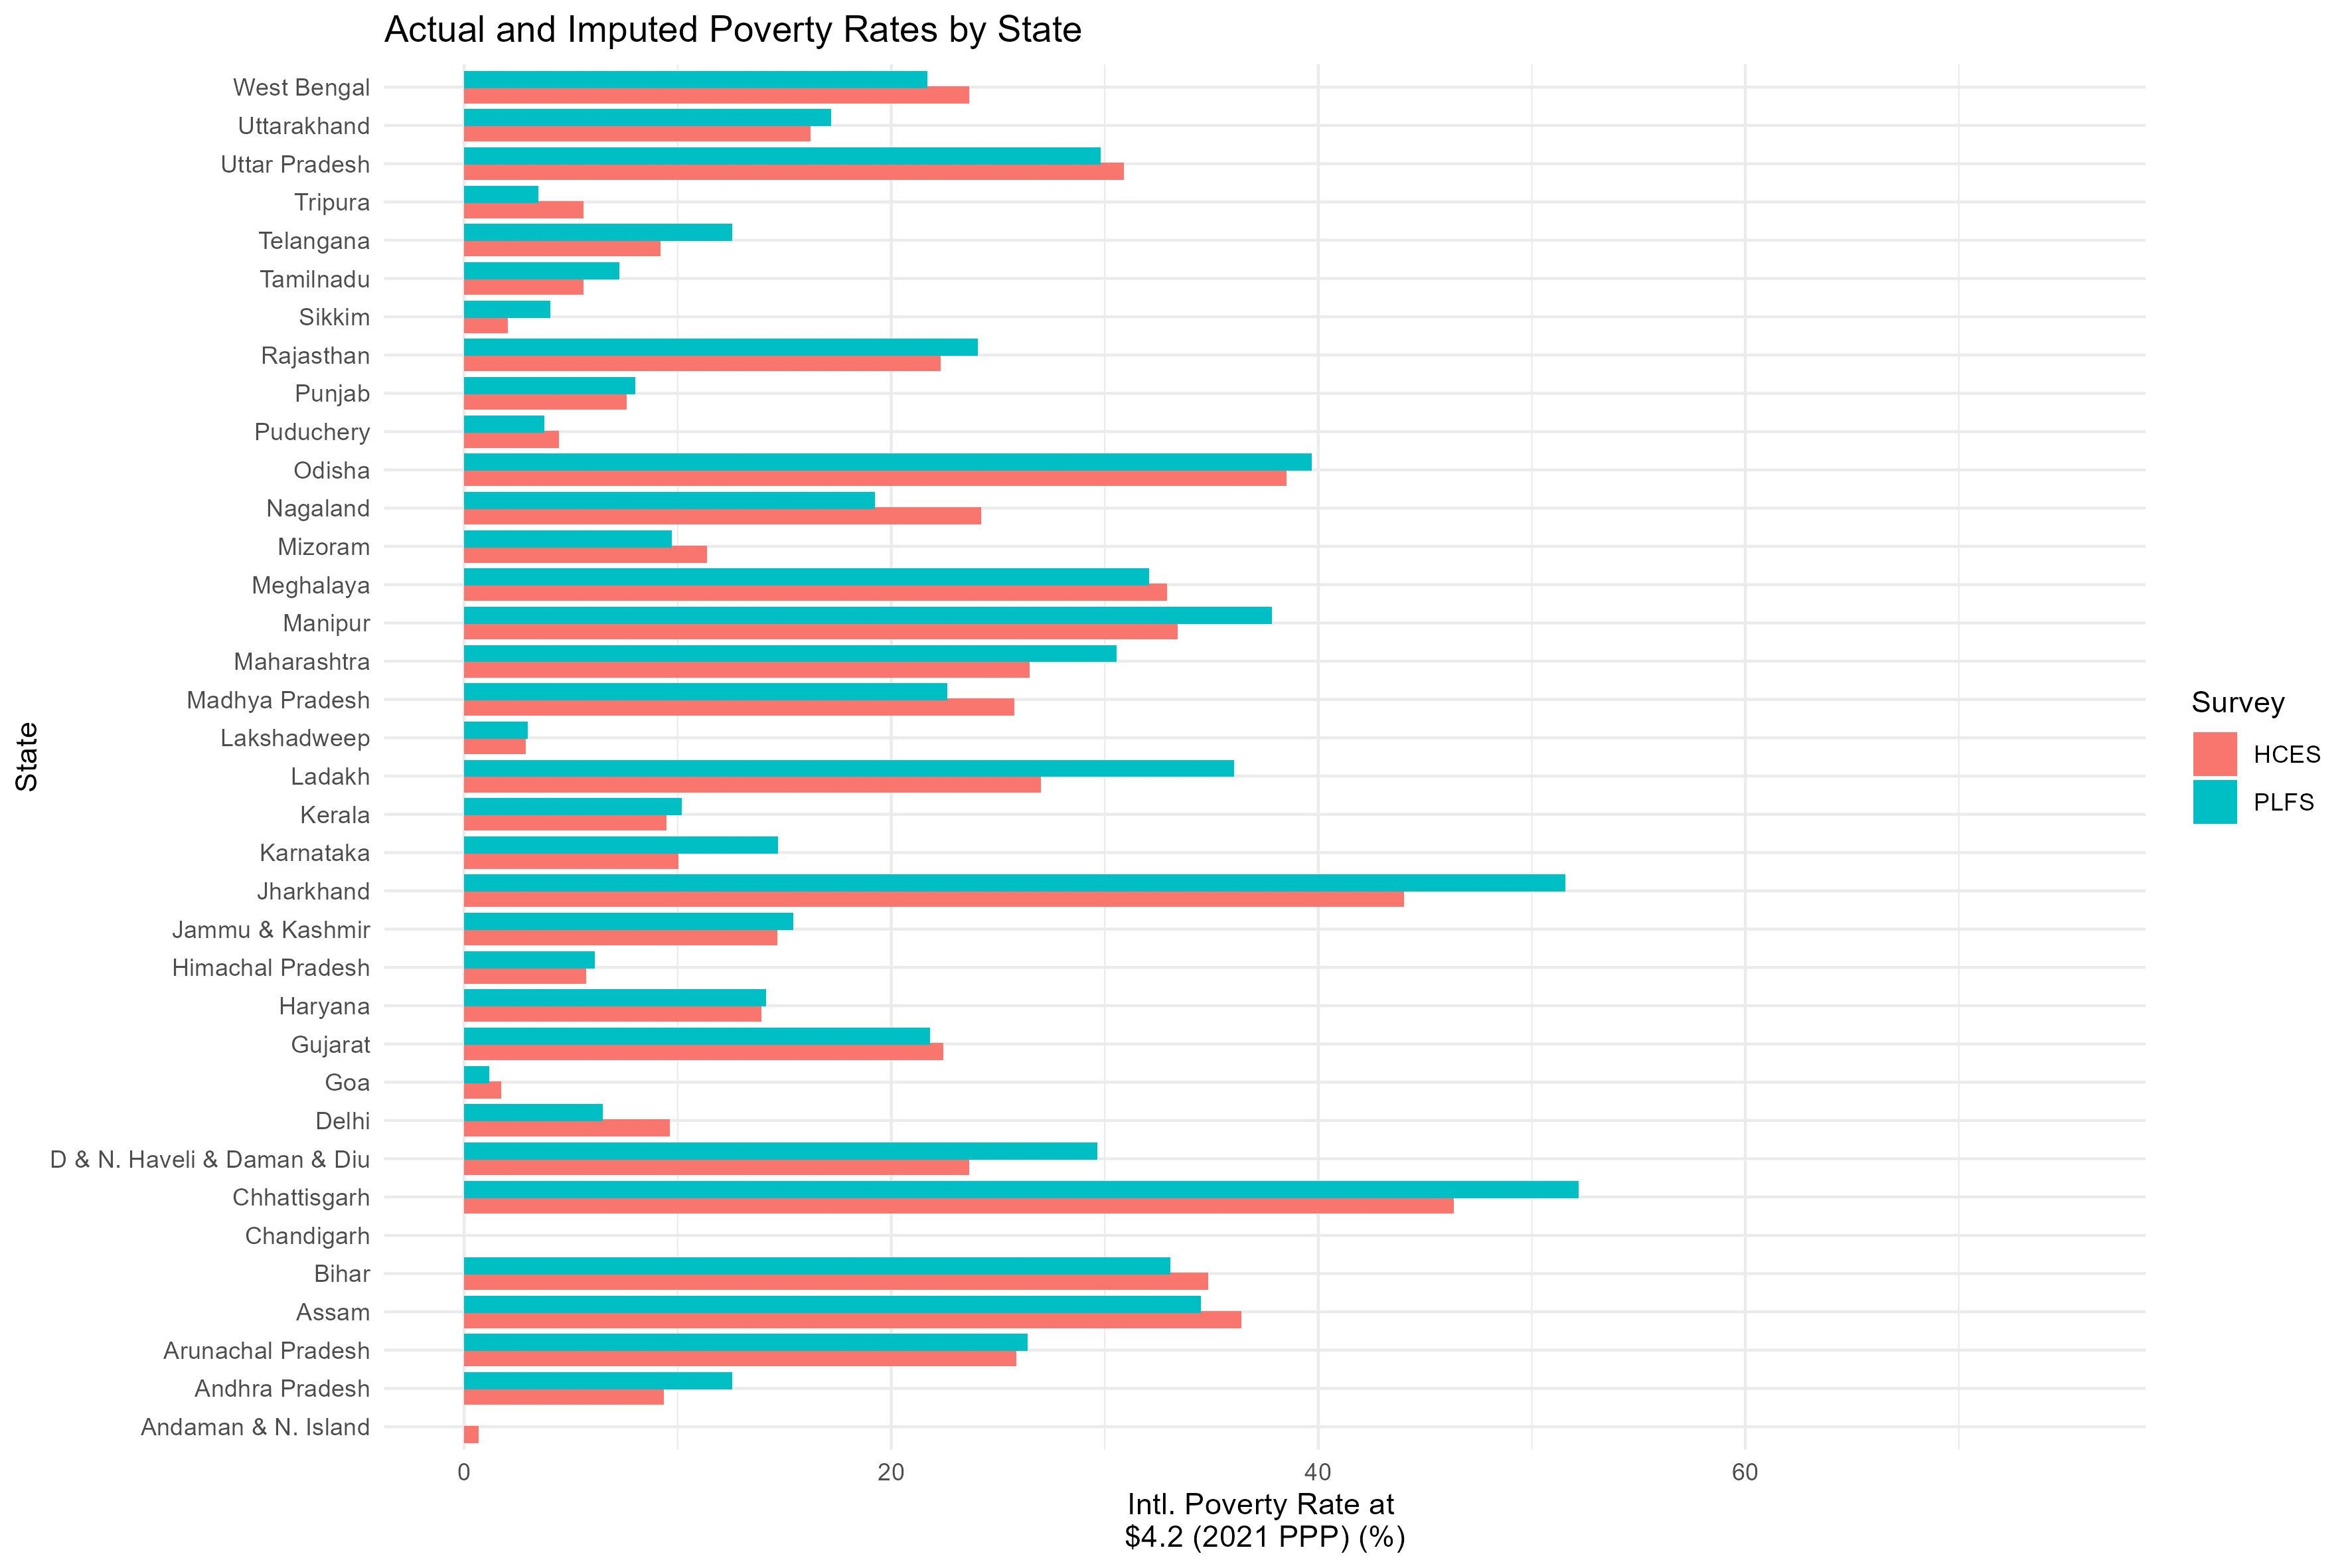 Actual and Imputed Poverty Rates by State
West Bengal
Uttarakhand
Uttar Pradesh
Tripura
Telangana
Tamilnadu
Sikkim
Rajasthan
Punjab
Puduchery
Odisha
Nagaland
Mizoram
Meghalaya
Manipur
Maharashtra
Madhya Pradesh
Lakshadweep
Ladakh
Kerala
Karnataka
Jharkhand
Jammu & Kashmir
Himachal Pradesh
Haryana
Gujarat
Goa
Delhi
D & N. Haveli & Daman & Diu
Chhattisgarh
Chandigarh
Bihar
Assam
Arunachal Pradesh
Andhra Pradesh
Andaman & N. Island
State
0 20 40 60
Intl. Poverty Rate at
$4.2 (2021 PPP) (%)
Survey
HCES
PLFS